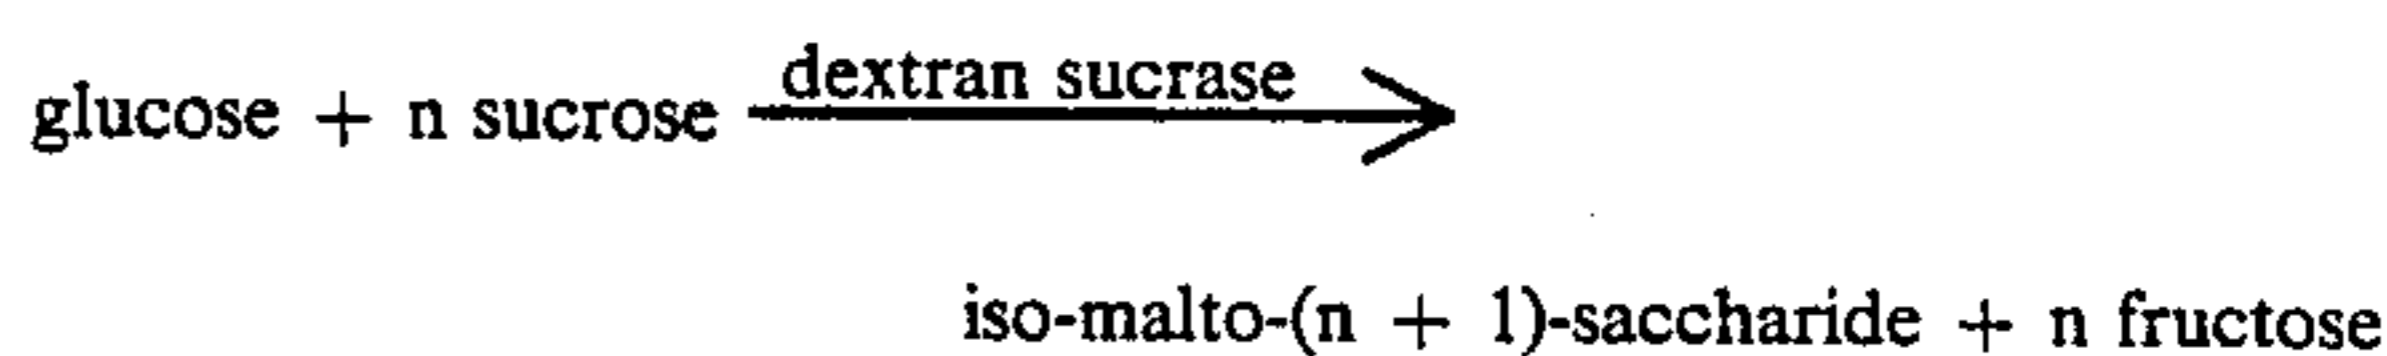 glucose + n sucrose dextran sucrase
iso-malto-(n + 1)-saccharide + n fructose